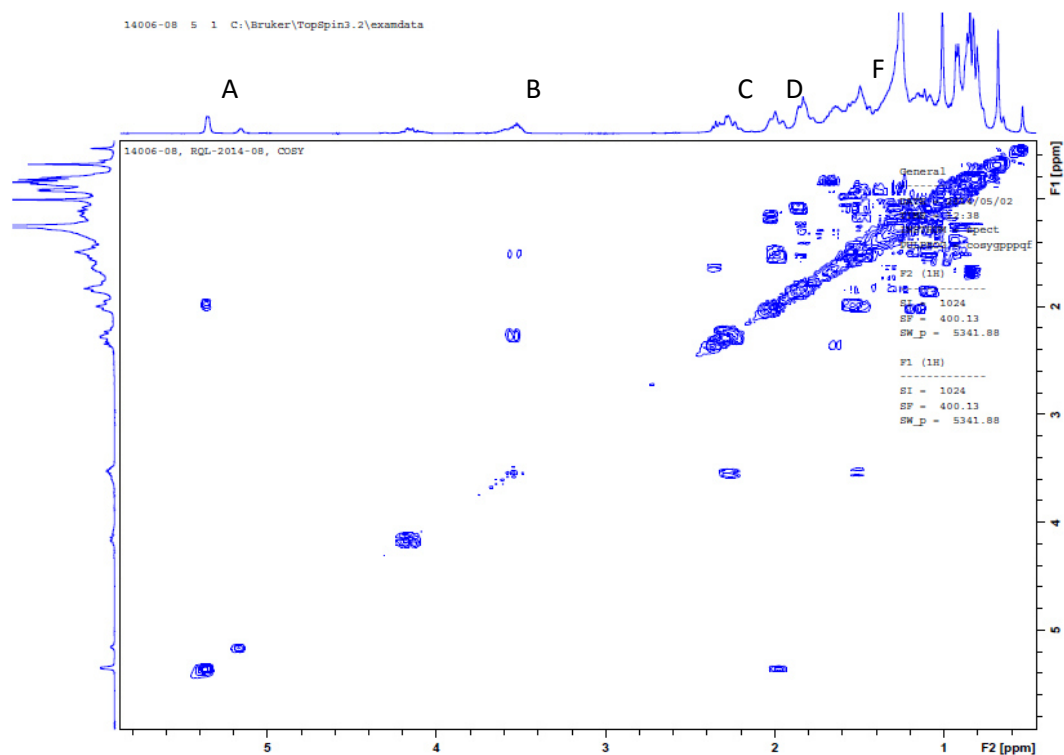 14006-08 5 1 C:\Bruker\TopSpin3.2\examdata
A B C D F
14006-08, RQL-2014-08, COSY
General
F2 (1H)
SI = 1024
SF = 400.13
SW_p = 5341.88
F1 (1H)
-------------
SI = 1024
SF = 400.13
SW_p = 5341.88
F1 [ppm]
2
3
4
5
5 4 3 2 1 F2 [ppm]